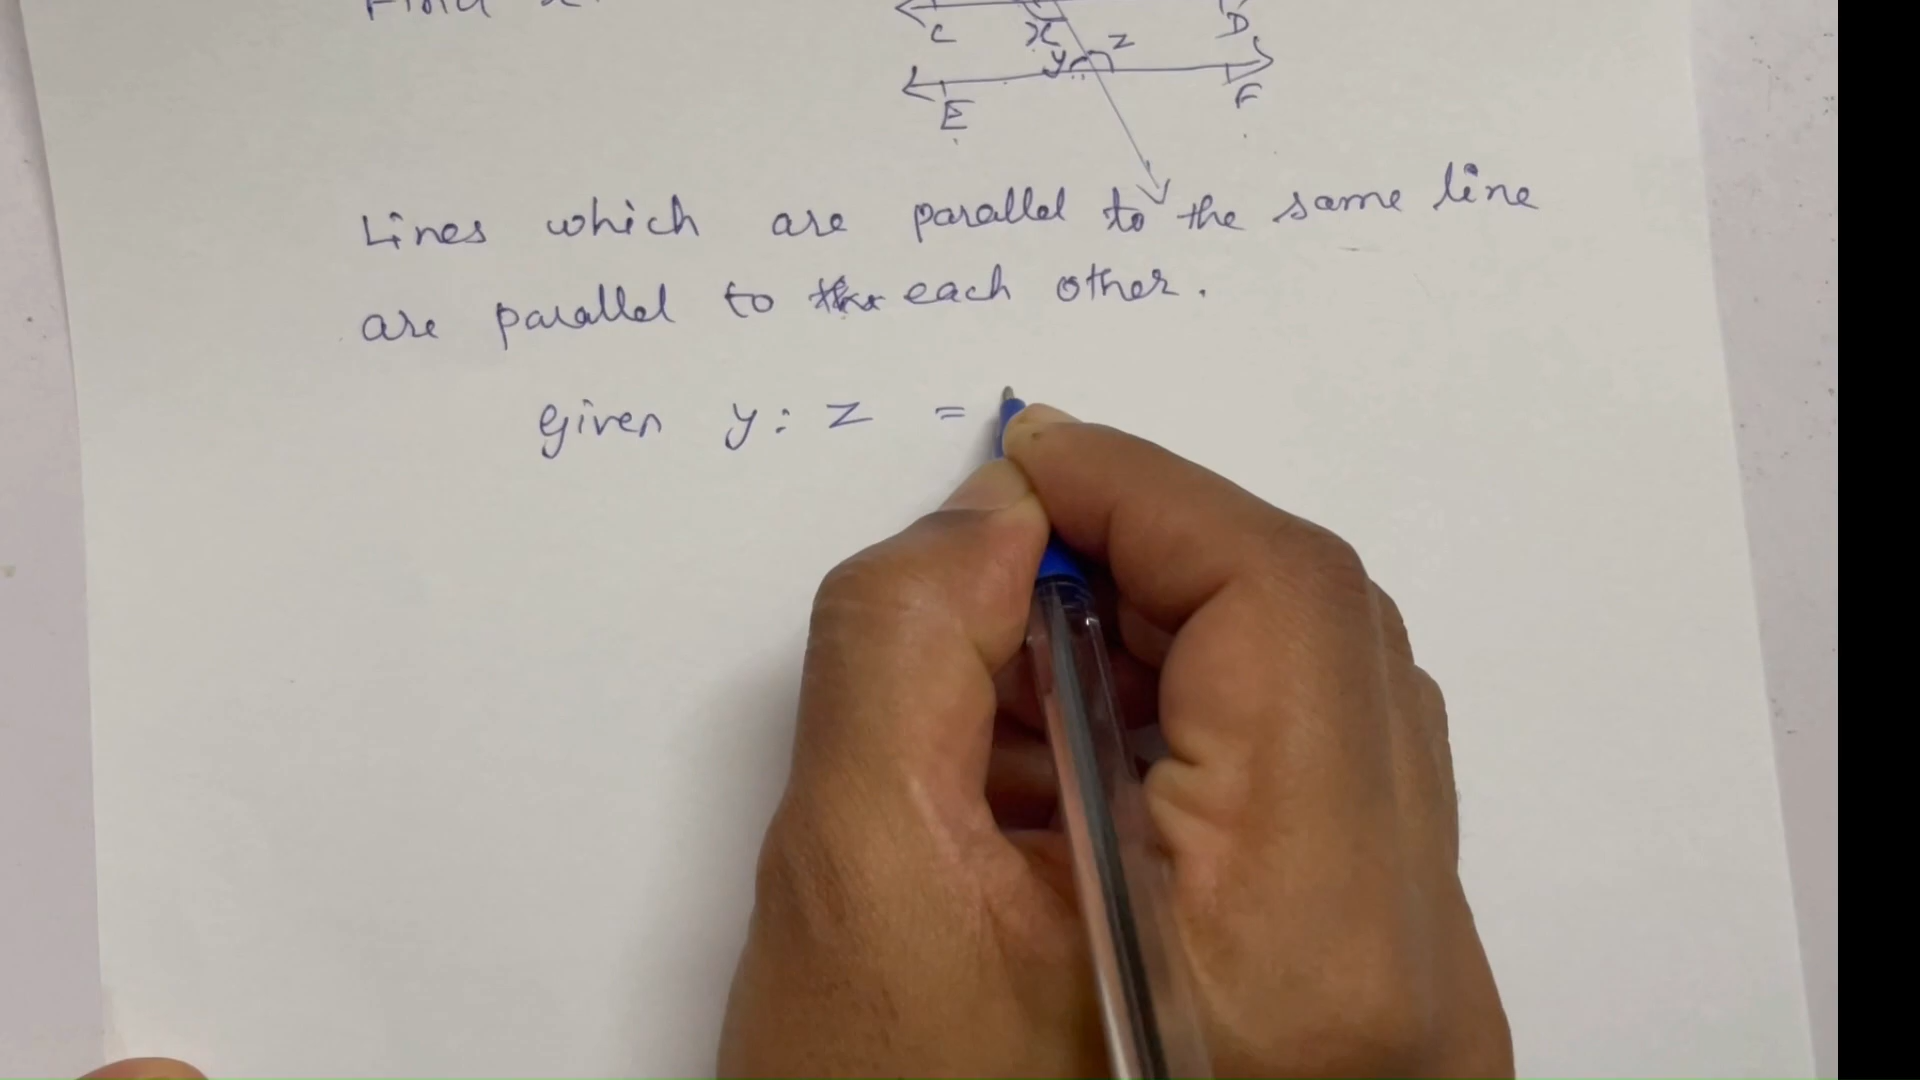 C x D
y z
E F
Lines which are parallel to the same line
are parallel to each other.
Given y : z =